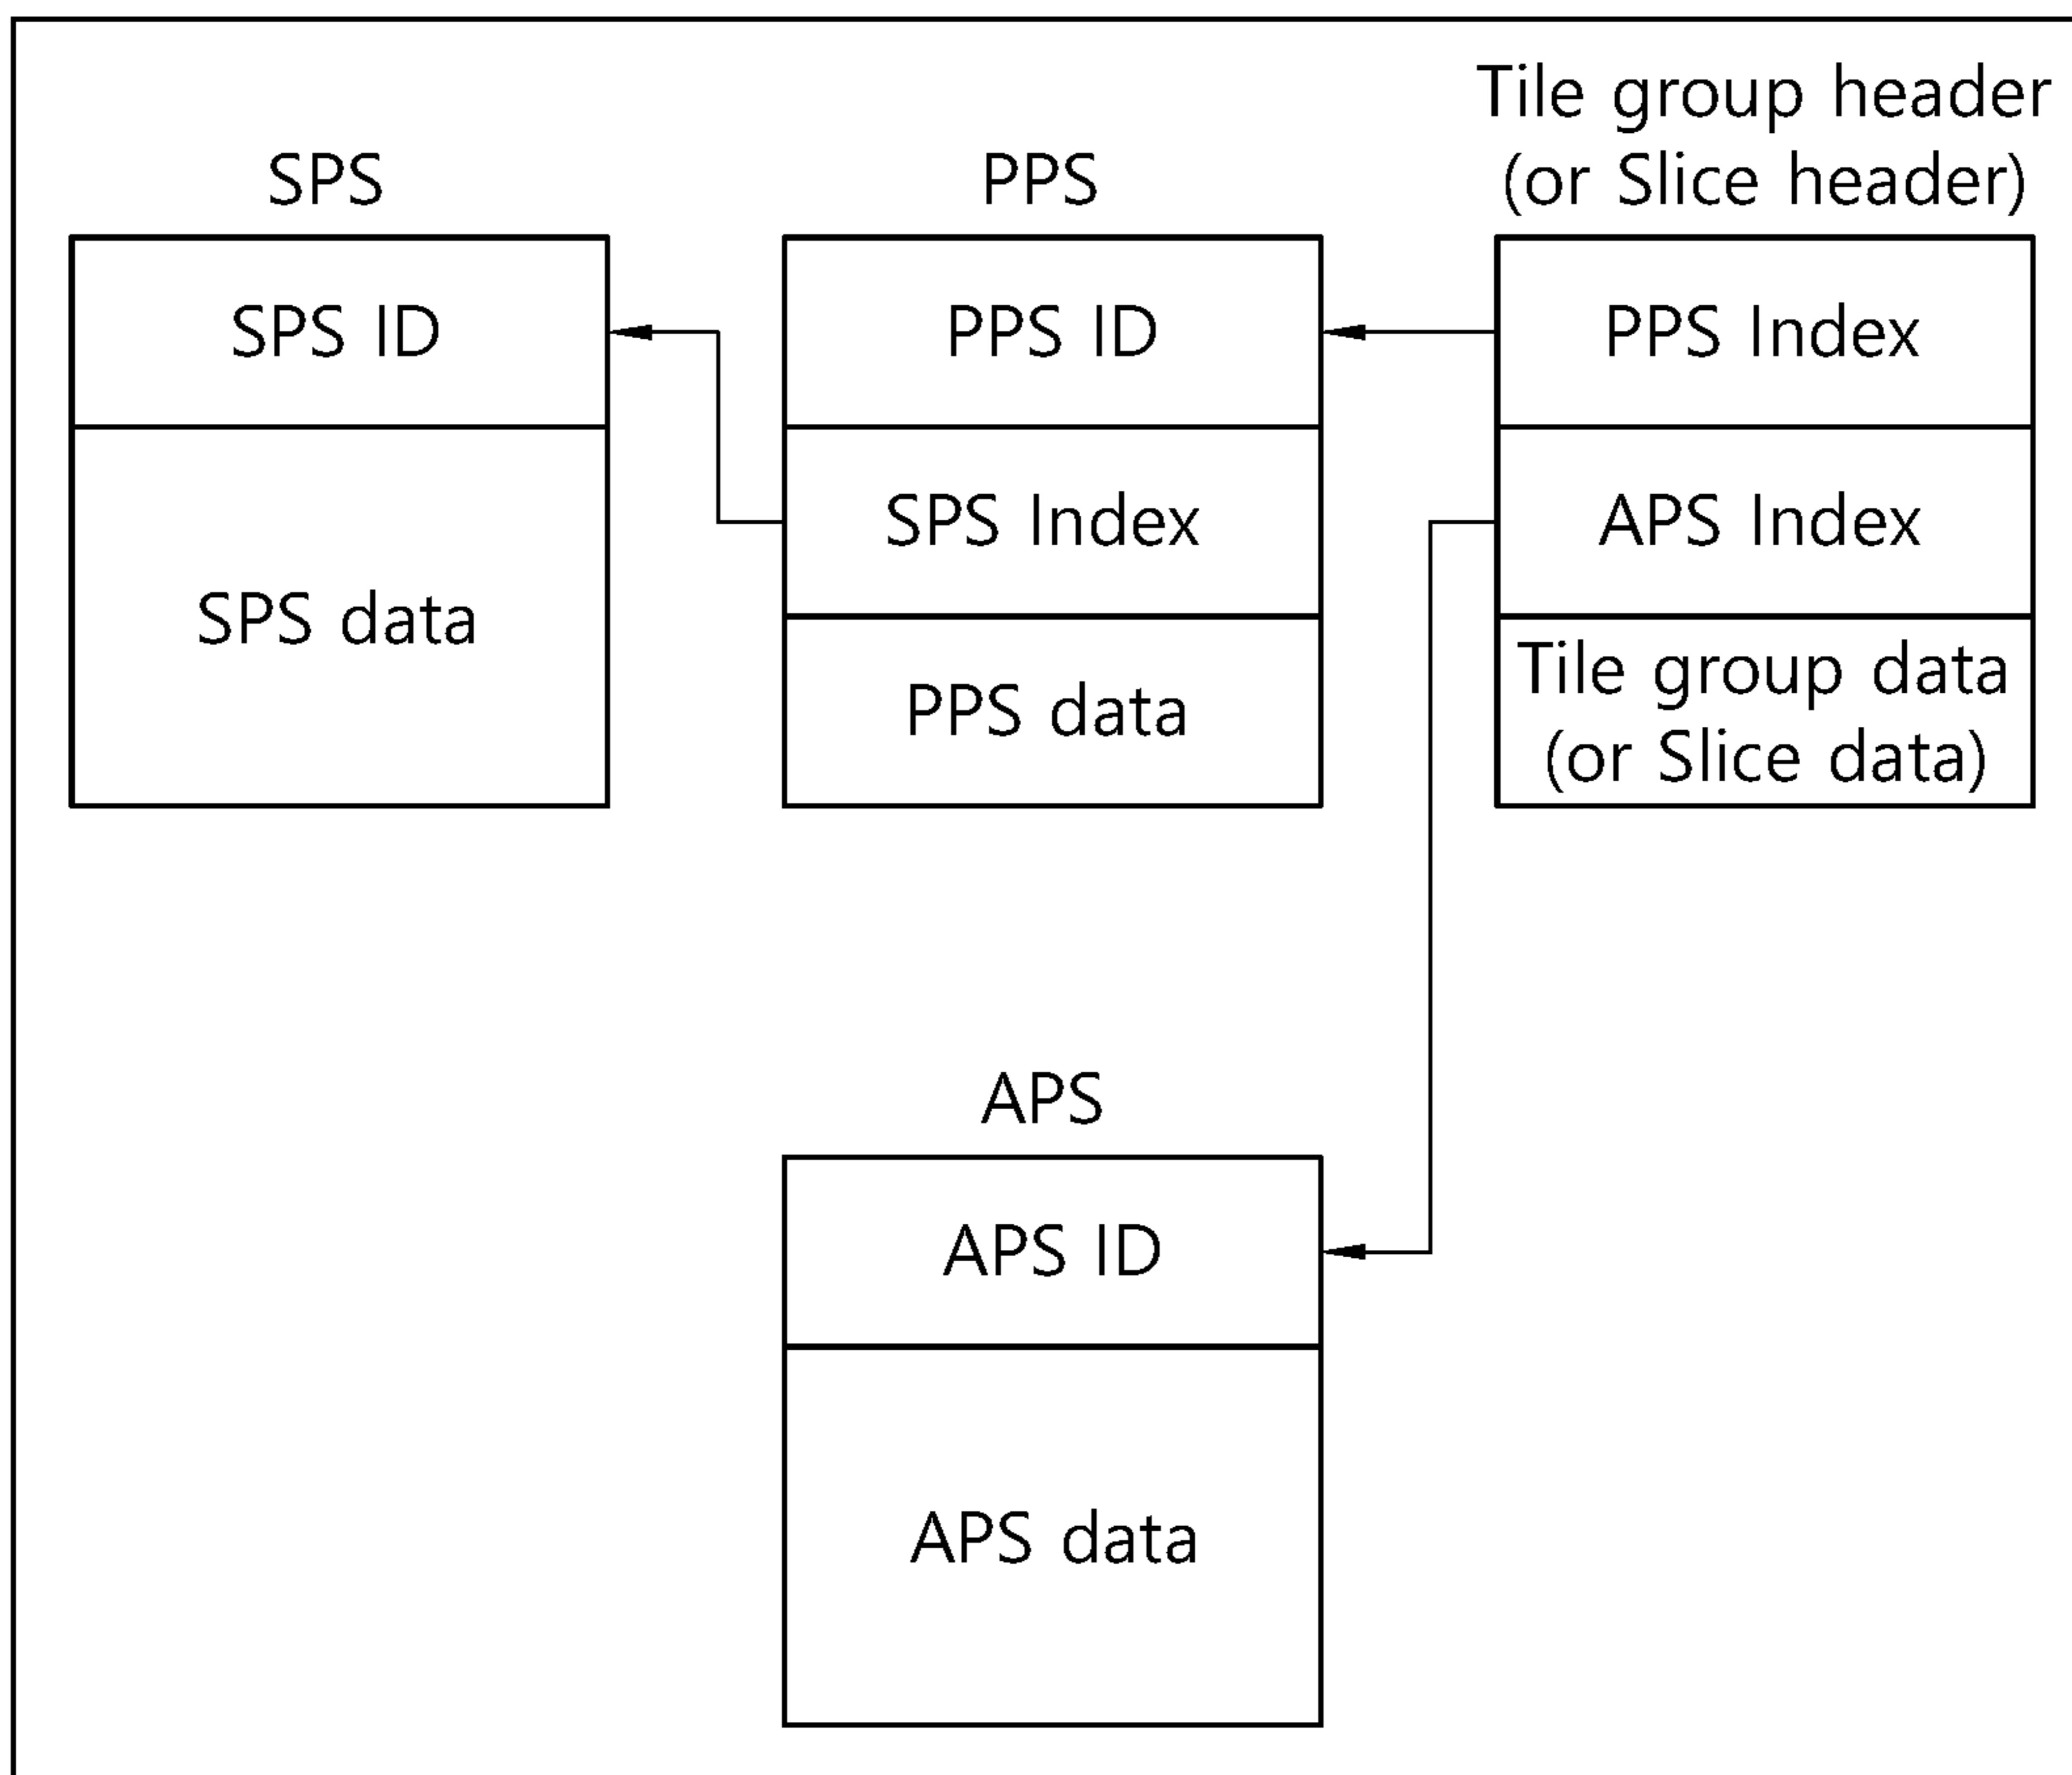 SPS
SPS ID
SPS data
PPS
PPS ID
SPS Index
PPS data
Tile group header
(or Slice header)
PPS Index
APS Index
Tile group data
(or Slice data)
APS
APS ID
APS data